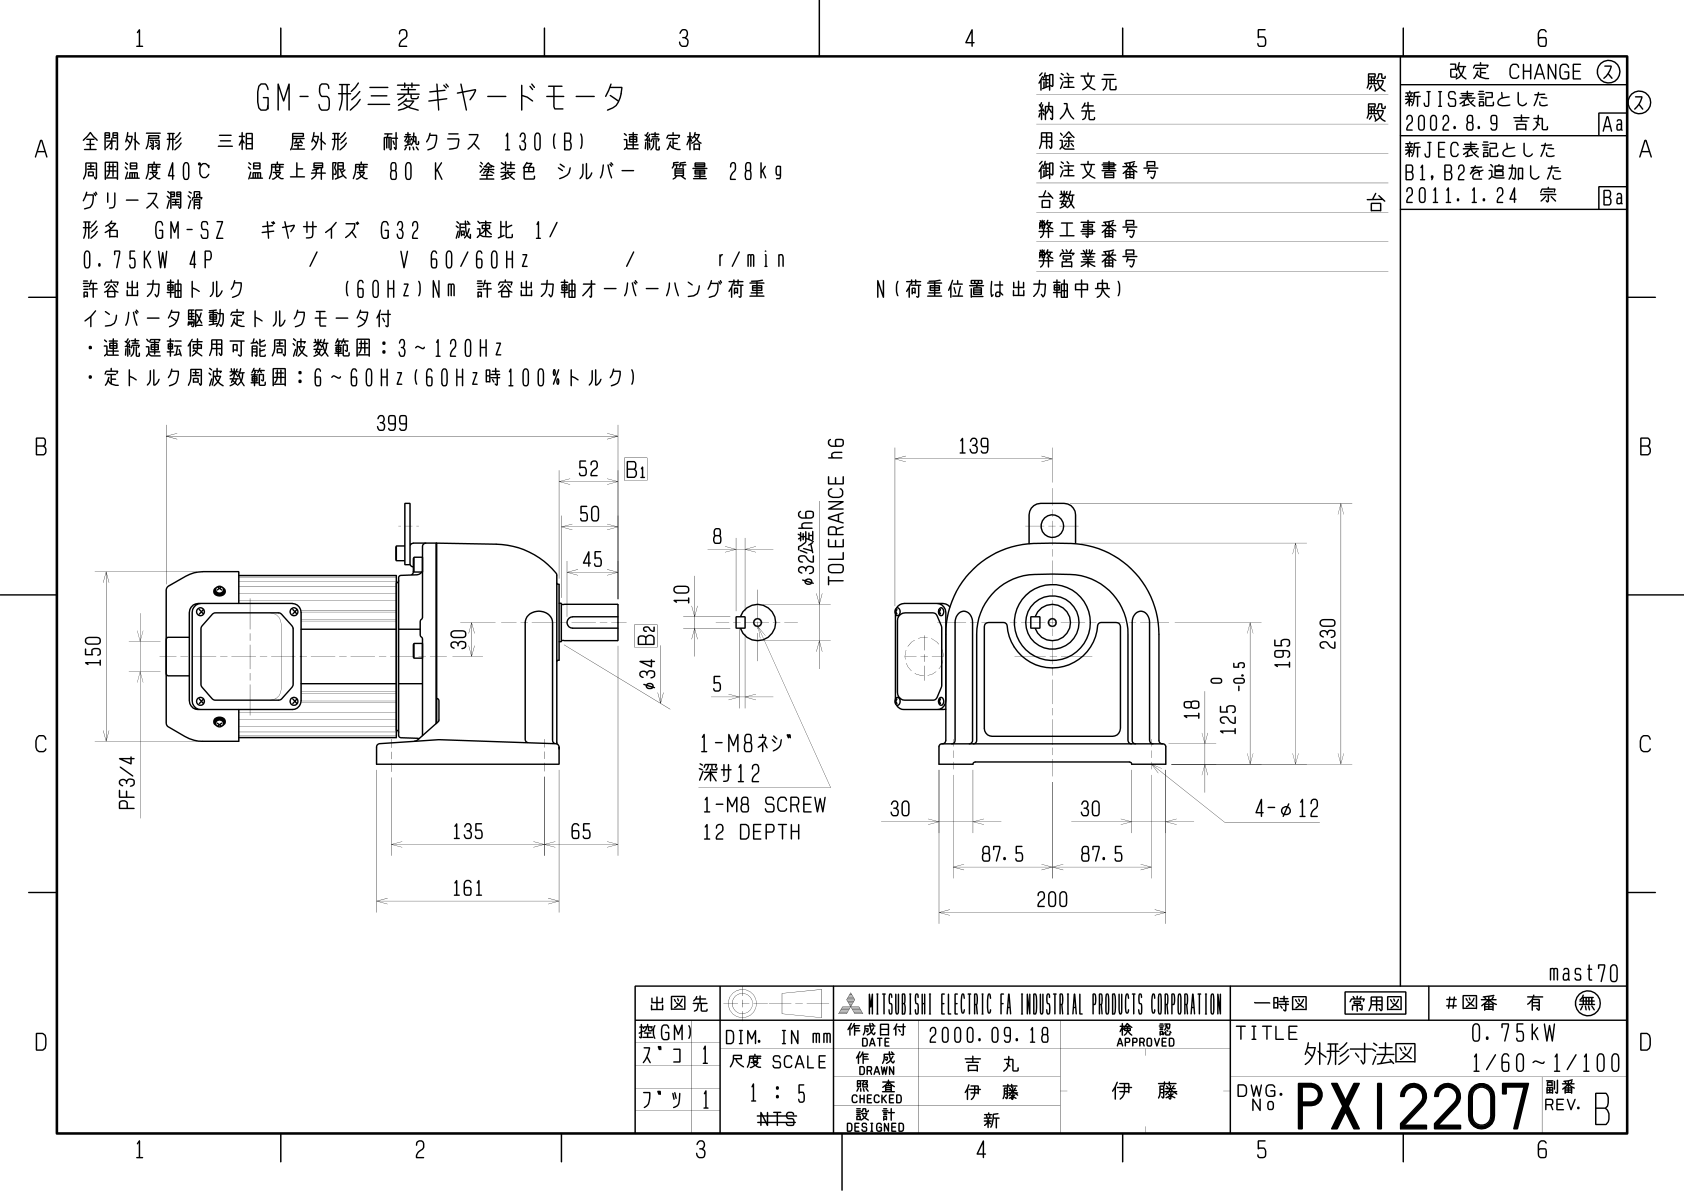 1 2 3 4 5 6
A
B
C
D
GM-S形三菱ギヤードモータ
全閉外扇形 三相 屋外形 耐熱クラス 130(B) 連続定格
周囲温度40℃ 温度上昇限度 80 K 塗装色 シルバー 質量 28kg
グリース潤滑
形名 GM-SZ ギヤサイズ G32 減速比 1/
0.75KW 4P / V 60/60Hz / r/min
許容出力軸トルク (60Hz)Nm 許容出力軸オーバーハング荷重 N(荷重位置は出力軸中央)
インバータ駆動定トルクモータ付
・連続運転使用可能周波数範囲：3~120Hz
・定トルク周波数範囲：6~60Hz(60Hz時100%トルク)
御注文元 殿
納入先 殿
用途
御注文書番号
台数 台
弊工事番号
弊営業番号
改定 CHANGE ス
新JIS表記とした ス
2002.8.9 吉丸 Aa
新JEC表記とした
B1,B2を追加した
2011.1.24 宗 Ba
A
B
C
D
399
52 B1
50
45
150
30
B2
φ34
PF3/4
135
65
161
8
10
5
φ32公差h6
TOLERANCE h6
1-M8ネジ
深サ12
1-M8 SCREW
12 DEPTH
139
230
195
0
125 -0.5
18
4-φ12
30
30
87.5
87.5
200
mast70
出図先
控(GM)
ズコ 1
ブツ 1
DIM. IN mm
尺度 SCALE
1 : 5
NTS
MITSUBISHI ELECTRIC FA INDUSTRIAL PRODUCTS CORPORATION
作成日付 DATE 2000.09.18
作成 DRAWN 吉丸
照査 CHECKED 伊藤
設計 DESIGNED 新
検認 APPROVED
伊藤
一時図 常用図 #図番 有 無
TITLE 外形寸法図
0.75kW
1/60~1/100
DWG. No PX12207
副番 REV. B
1 2 3 4 5 6